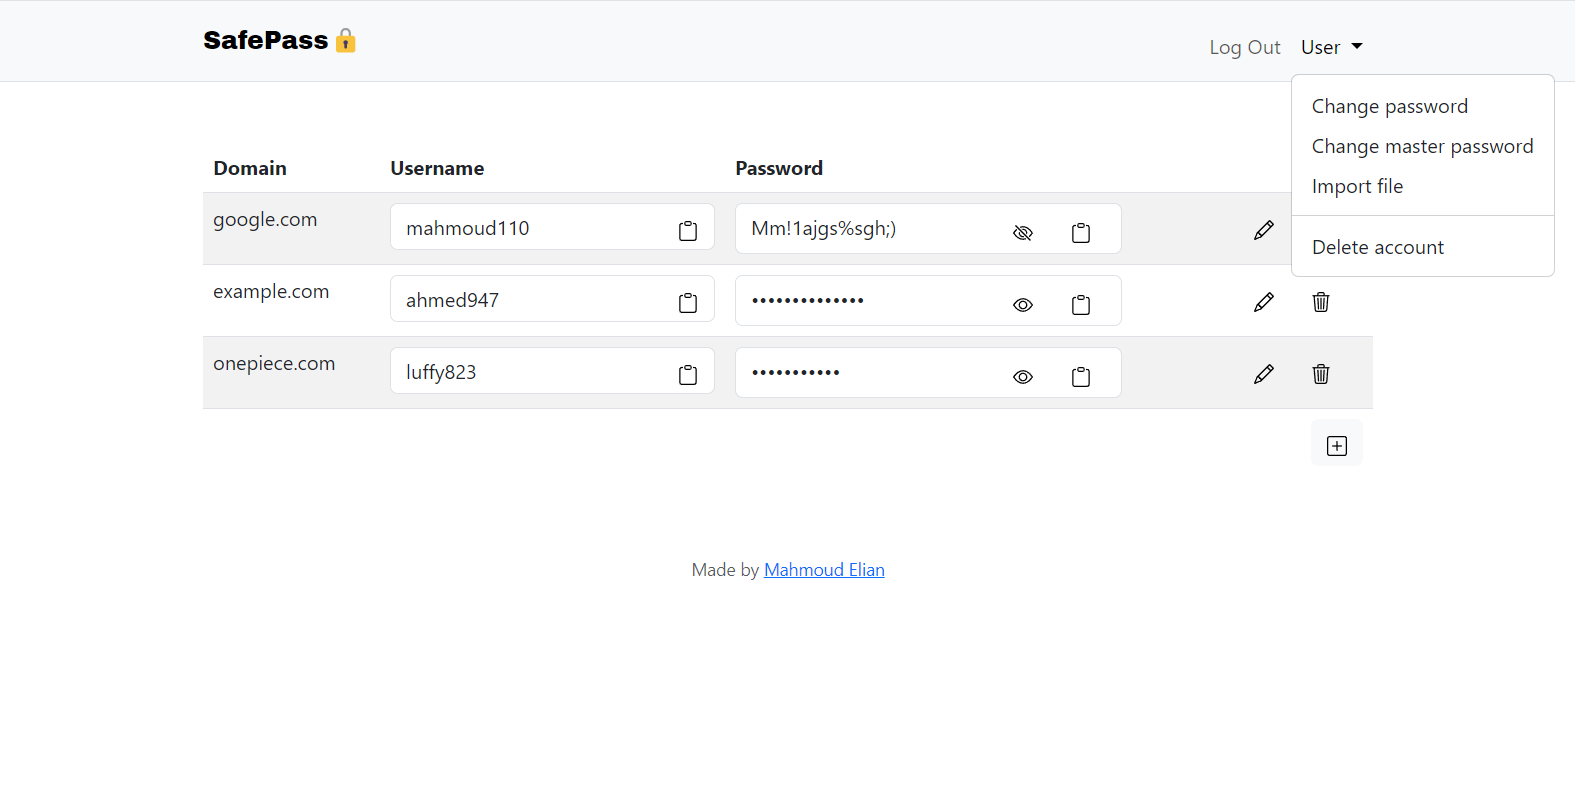 SafePass
Log Out User
Change password
Change master password
Import file
Delete account
Domain Username Password
google.com mahmoud110 Mm!1ajgs%sgh;)
example.com ahmed947 ••••••••••••••
onepiece.com luffy823 •••••••••••
Made by Mahmoud Elian